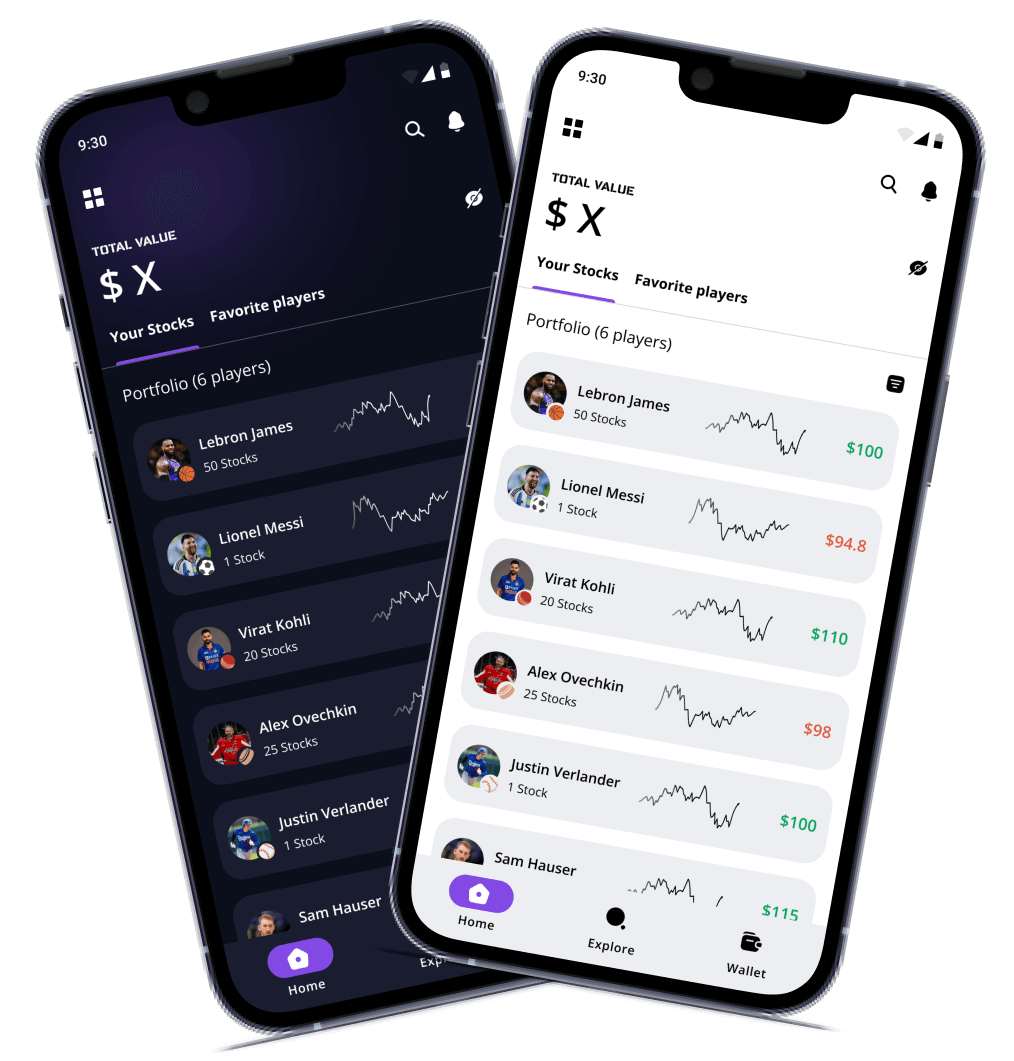 9:30
TOTAL VALUE
$ X
Your Stocks Favorite players
Portfolio (6 players)
Lebron James
50 Stocks
Lionel Messi
1 Stock
Virat Kohli
20 Stocks
Alex Ovechkin
25 Stocks
Justin Verlander
1 Stock
Sam Hauser
Home
9:30
TOTAL VALUE
$ X
Your Stocks Favorite players
Portfolio (6 players)
Lebron James
50 Stocks
$100
Lionel Messi
1 Stock
$94.8
Virat Kohli
20 Stocks
$110
Alex Ovechkin
25 Stocks
$98
Justin Verlander
1 Stock
$100
Sam Hauser
$115
Home Explore Wallet